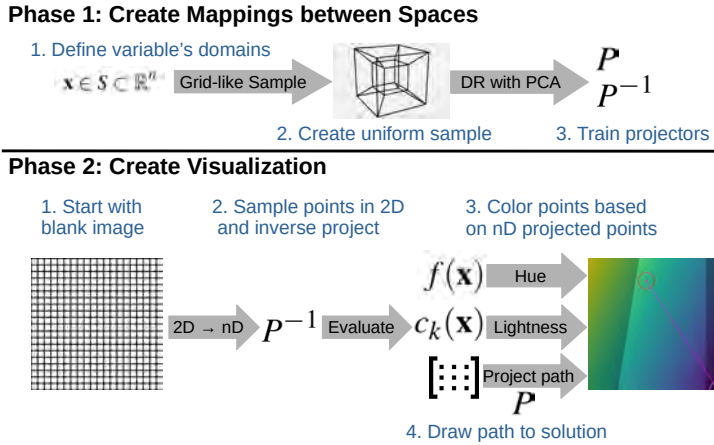 Phase 1: Create Mappings between Spaces
1. Define variable's domains
x ∈ S ⊂ ℝⁿ
Grid-like Sample
DR with PCA
P
P⁻¹
2. Create uniform sample
3. Train projectors
Phase 2: Create Visualization
1. Start with
blank image
2. Sample points in 2D
and inverse project
3. Color points based
on nD projected points
2D → nD
P⁻¹
Evaluate
f(x)
Hue
cₖ(x)
Lightness
Project path
P
4. Draw path to solution